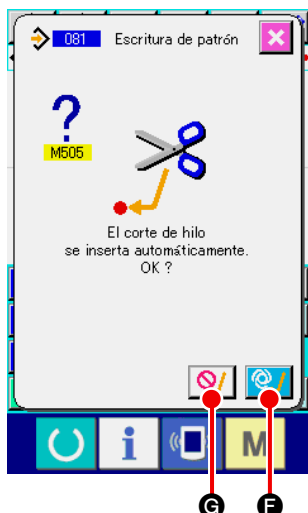 081 Escritura de patrón
M505
El corte de hilo
se inserta automáticamente.
OK ?
i M
G F